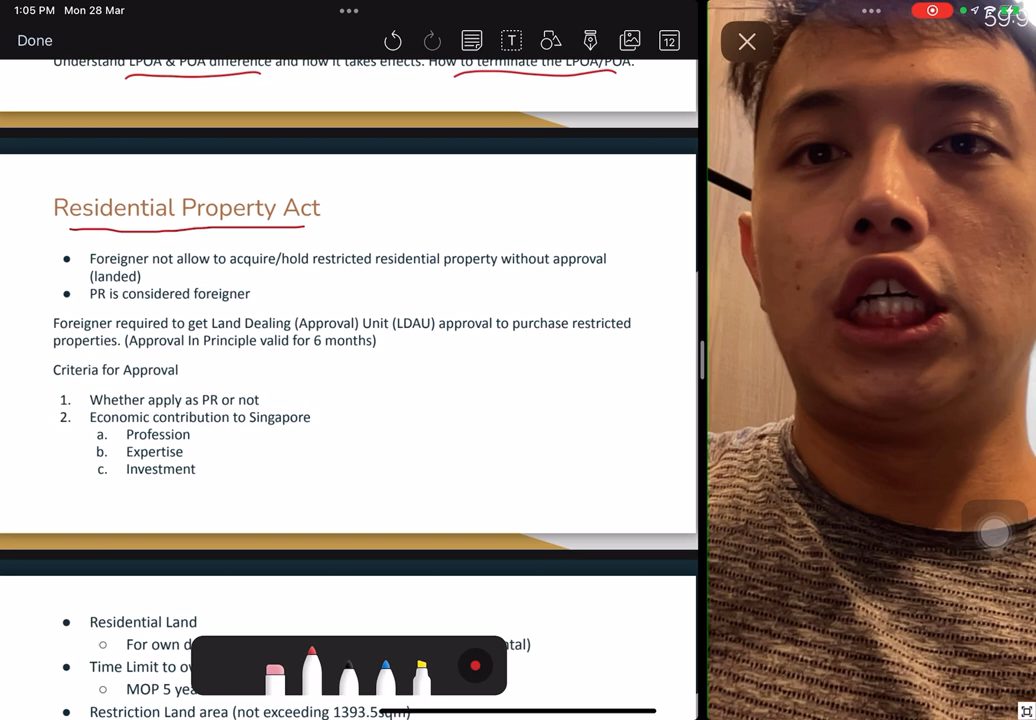 1:05 PM Mon 28 Mar
59.9
Done
12
Understand LPOA & POA difference and how it takes effects. How to terminate the LPOA/POA.
Residential Property Act
● Foreigner not allow to acquire/hold restricted residential property without approval
(landed)
● PR is considered foreigner
Foreigner required to get Land Dealing (Approval) Unit (LDAU) approval to purchase restricted
properties. (Approval In Principle valid for 6 months)
Criteria for Approval
1. Whether apply as PR or not
2. Economic contribution to Singapore
a. Profession
b. Expertise
c. Investment
● Residential Land
○ For own
● Time Limit to
○ MOP 5
● Restriction Land area (not exceeding 1393.5sqm)